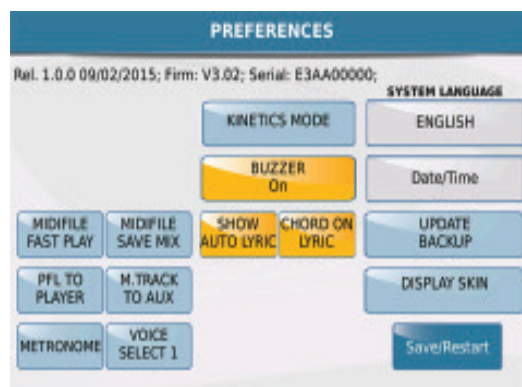 PREFERENCES
Rel. 1.0.0 09/02/2015; Firm: V3.02; Serial: E3AA00000;
SYSTEM LANGUAGE
KINETICS MODE
ENGLISH
BUZZER
On
Date/Time
MIDIFILE
FAST PLAY
MIDIFILE
SAVE MIX
SHOW
AUTO LYRIC
CHORD ON
LYRIC
UPDATE
BACKUP
PFL TO
PLAYER
M.TRACK
TO AUX
DISPLAY SKIN
METRONOME
VOICE
SELECT 1
Save/Restart